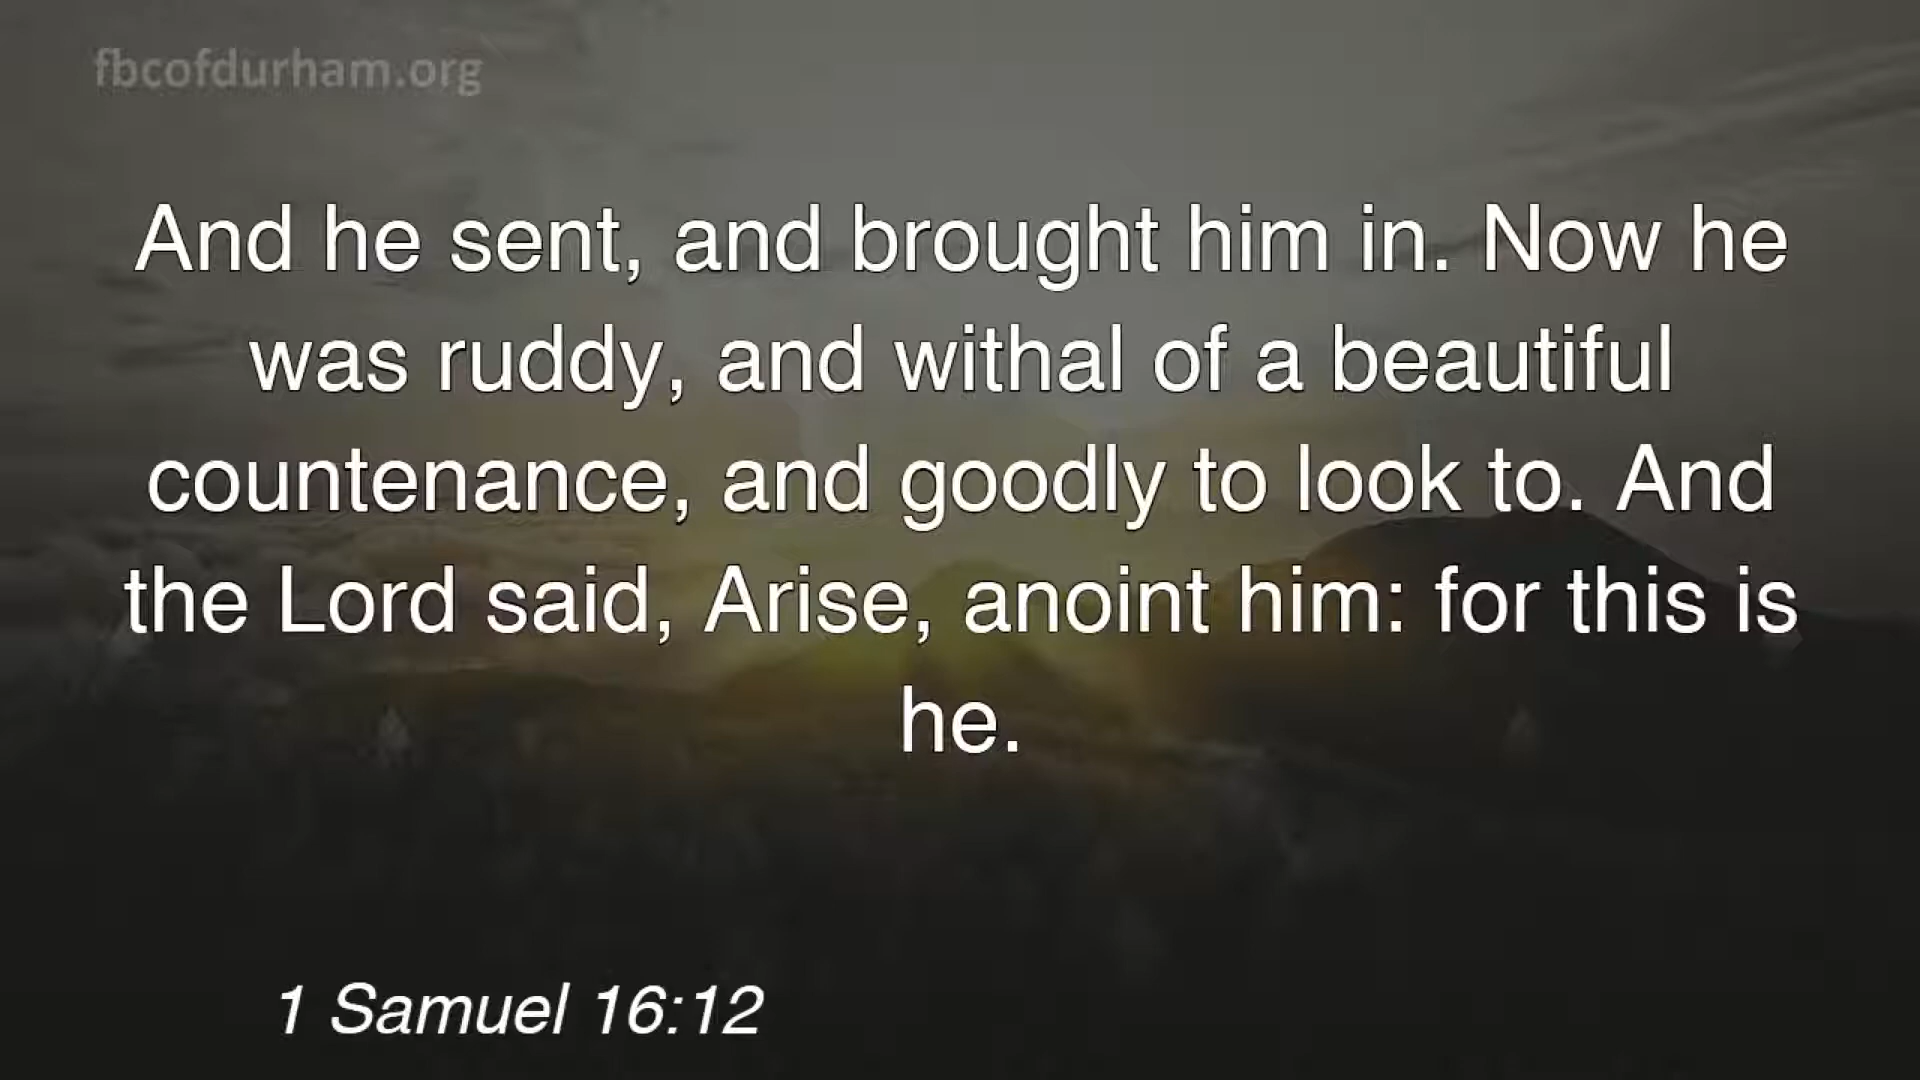 fbcofdurham.org
And he sent, and brought him in. Now he
was ruddy, and withal of a beautiful
countenance, and goodly to look to. And
the Lord said, Arise, anoint him: for this is
he.
1 Samuel 16:12